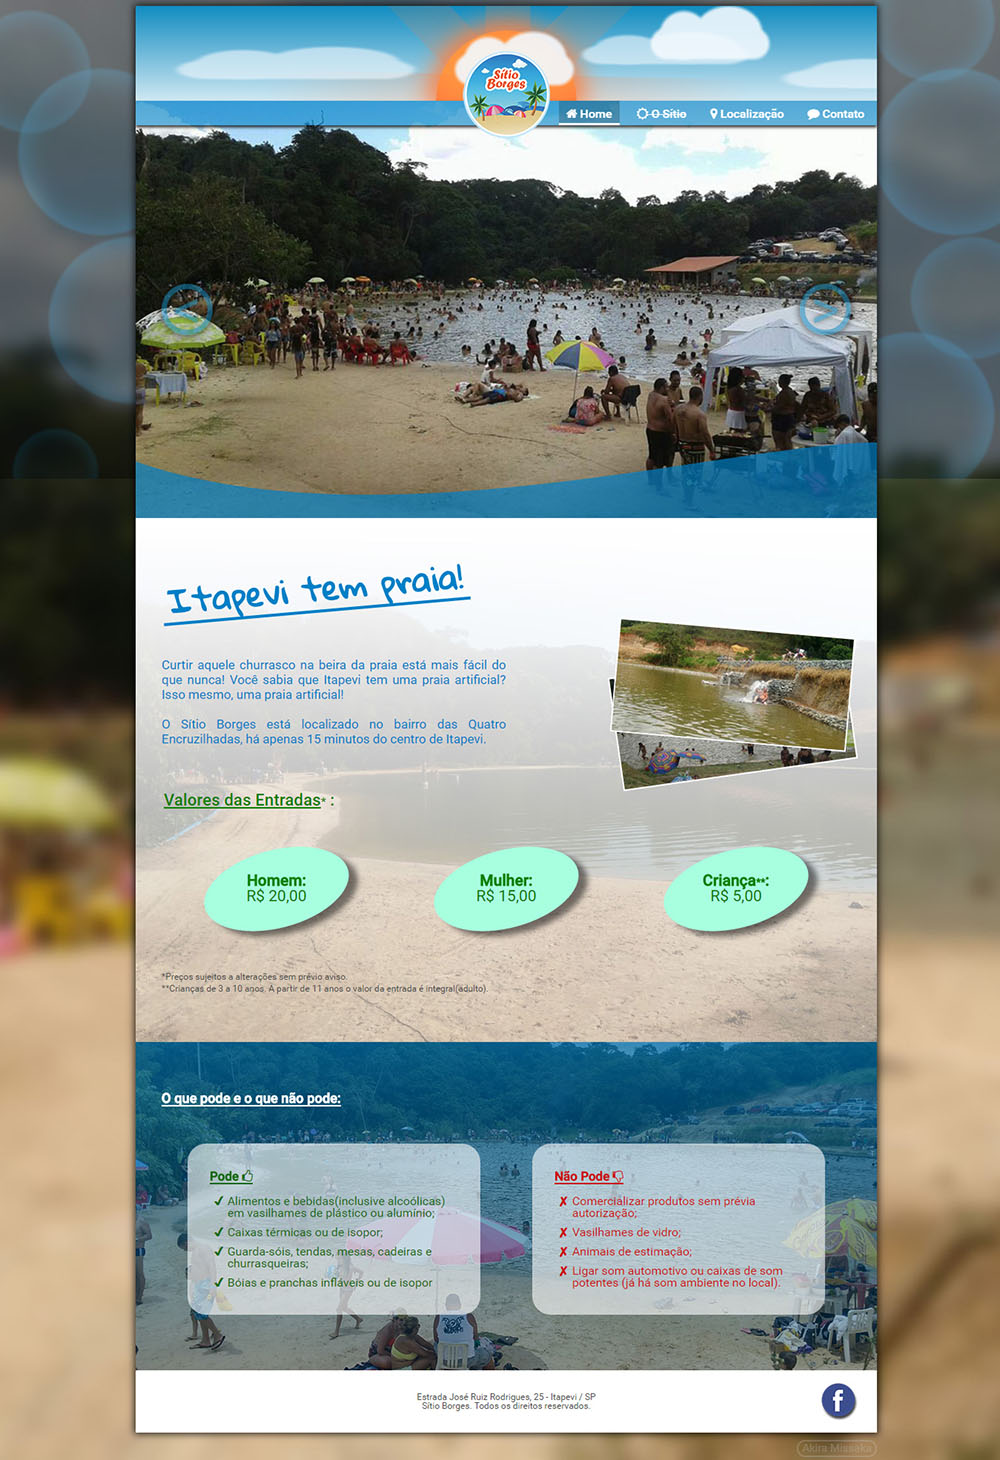 Sítio
Borges
Home O Sítio Localização Contato
Itapevi tem praia!
Curtir aquele churrasco na beira da praia está mais fácil do
que nunca! Você sabia que Itapevi tem uma praia artificial?
Isso mesmo, uma praia artificial!
O Sítio Borges está localizado no bairro das Quatro
Encruzilhadas, há apenas 15 minutos do centro de Itapevi.
Valores das Entradas* :
Homem:
R$ 20,00
Mulher:
R$ 15,00
Criança**:
R$ 5,00
*Preços sujeitos a alterações sem prévio aviso.
**Crianças de 3 a 10 anos. A partir de 11 anos o valor da entrada é integral(adulto).
O que pode e o que não pode:
Pode
✔ Alimentos e bebidas(inclusive alcoólicas)
em vasilhames de plástico ou alumínio;
✔ Caixas térmicas ou de isopor;
✔ Guarda-sóis, tendas, mesas, cadeiras e
churrasqueiras;
✔ Bóias e pranchas infláveis ou de isopor
Não Pode
✘ Comercializar produtos sem prévia
autorização;
✘ Vasilhames de vidro;
✘ Animais de estimação;
✘ Ligar som automotivo ou caixas de som
potentes (já há som ambiente no local).
Estrada José Ruiz Rodrigues, 25 - Itapevi / SP
Sítio Borges. Todos os direitos reservados.
f
Akira Missaka